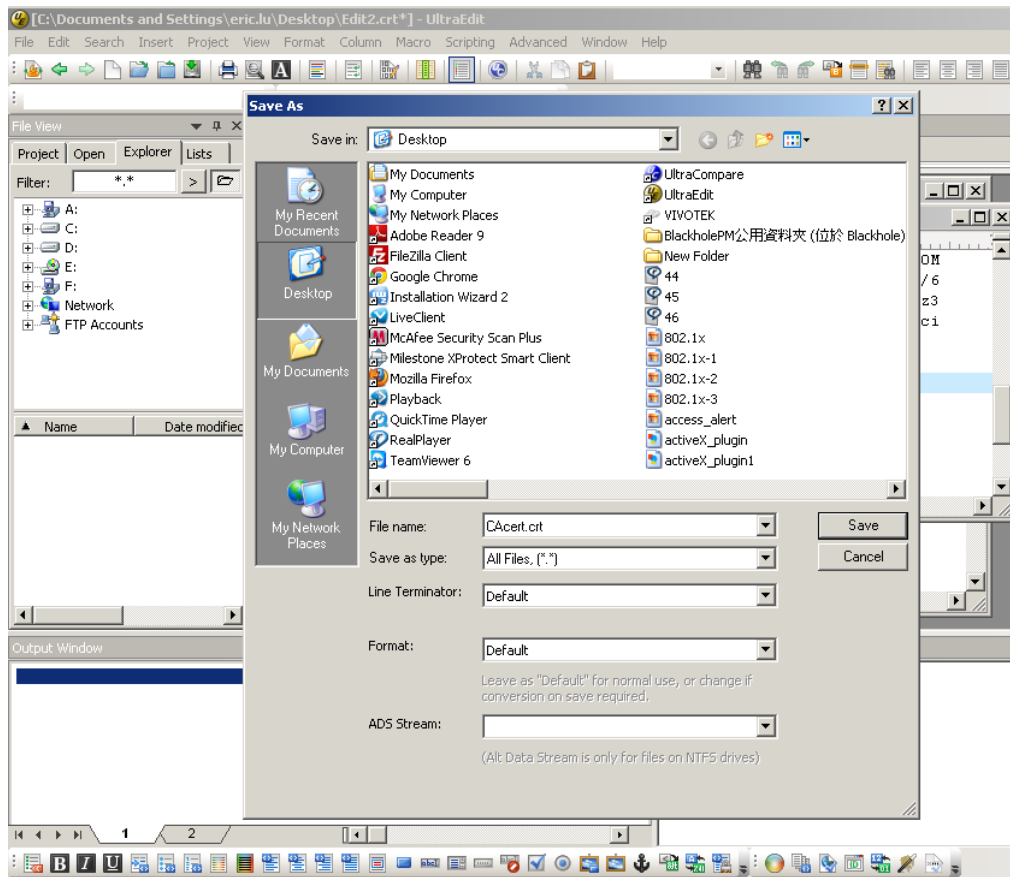 [C:\Documents and Settings\eric.lu\Desktop\Edit2.crt*] - UltraEdit
File Edit Search Insert Project View Format Column Macro Scripting Advanced Window Help
File View
Project Open Explorer Lists
Filter: *.* >
A:
C:
D:
E:
F:
Network
FTP Accounts
Name Date modified
Output Window
1 2
Save As
Save in: Desktop
My Recent Documents
Desktop
My Documents
My Computer
My Network Places
My Documents
My Computer
My Network Places
Adobe Reader 9
FileZilla Client
Google Chrome
Installation Wizard 2
LiveClient
McAfee Security Scan Plus
Milestone XProtect Smart Client
Mozilla Firefox
Playback
QuickTime Player
RealPlayer
TeamViewer 6
UltraCompare
UltraEdit
VIVOTEK
BlackholePM公用資料夾 (位於 Blackhole)
New Folder
44
45
46
802.1x
802.1x-1
802.1x-2
802.1x-3
access_alert
activeX_plugin
activeX_plugin1
File name: CAcert.crt Save
Save as type: All Files, (*.*) Cancel
Line Terminator: Default
Format: Default
Leave as "Default" for normal use, or change if
conversion on save required.
ADS Stream:
(Alt Data Stream is only for files on NTFS drives)
OM
/6
z3
ci